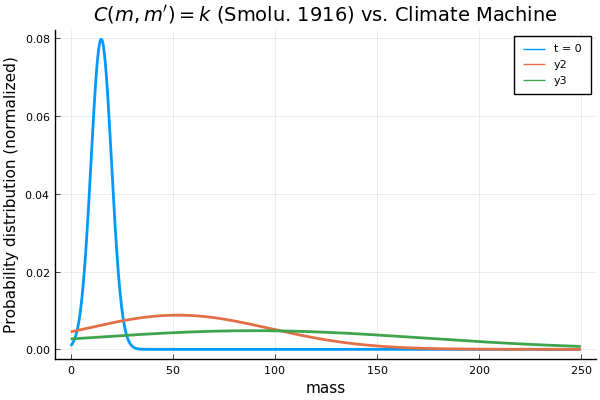 C(m, m′) = k (Smolu. 1916) vs. Climate Machine
t = 0
y2
y3
Probability distribution (normalized)
0.08
0.06
0.04
0.02
0.00
0 50 100 150 200 250
mass